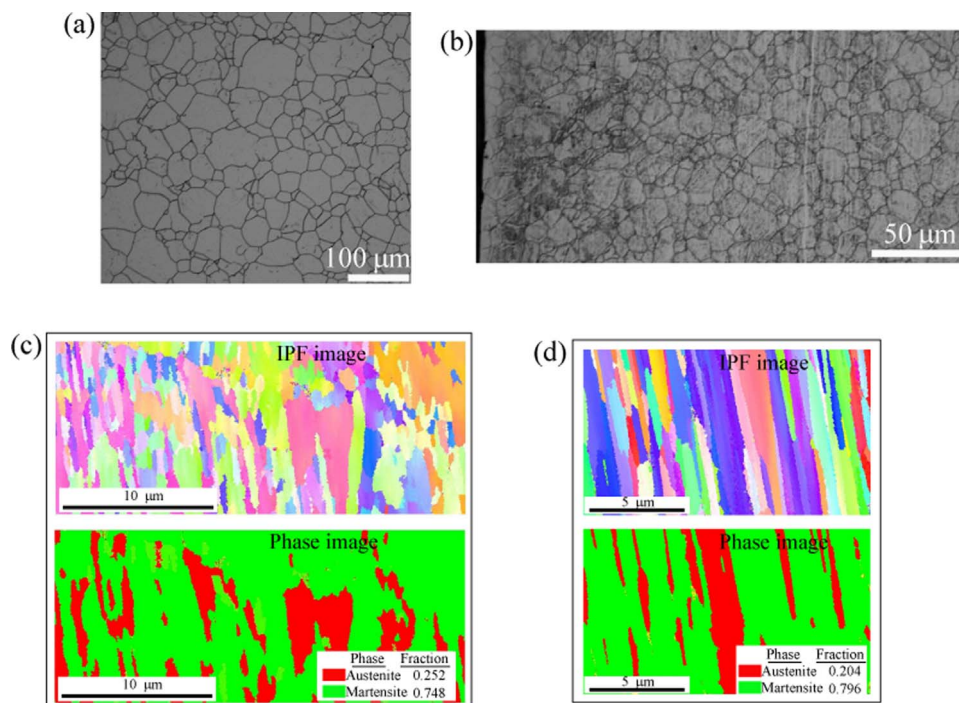 (a)
100 μm
(b)
50 μm
(c)
IPF image
10 μm
Phase image
Phase Fraction
Austenite 0.252
Martensite 0.748
10 μm
(d)
IPF image
5 μm
Phase image
Phase Fraction
Austenite 0.204
Martensite 0.796
5 μm